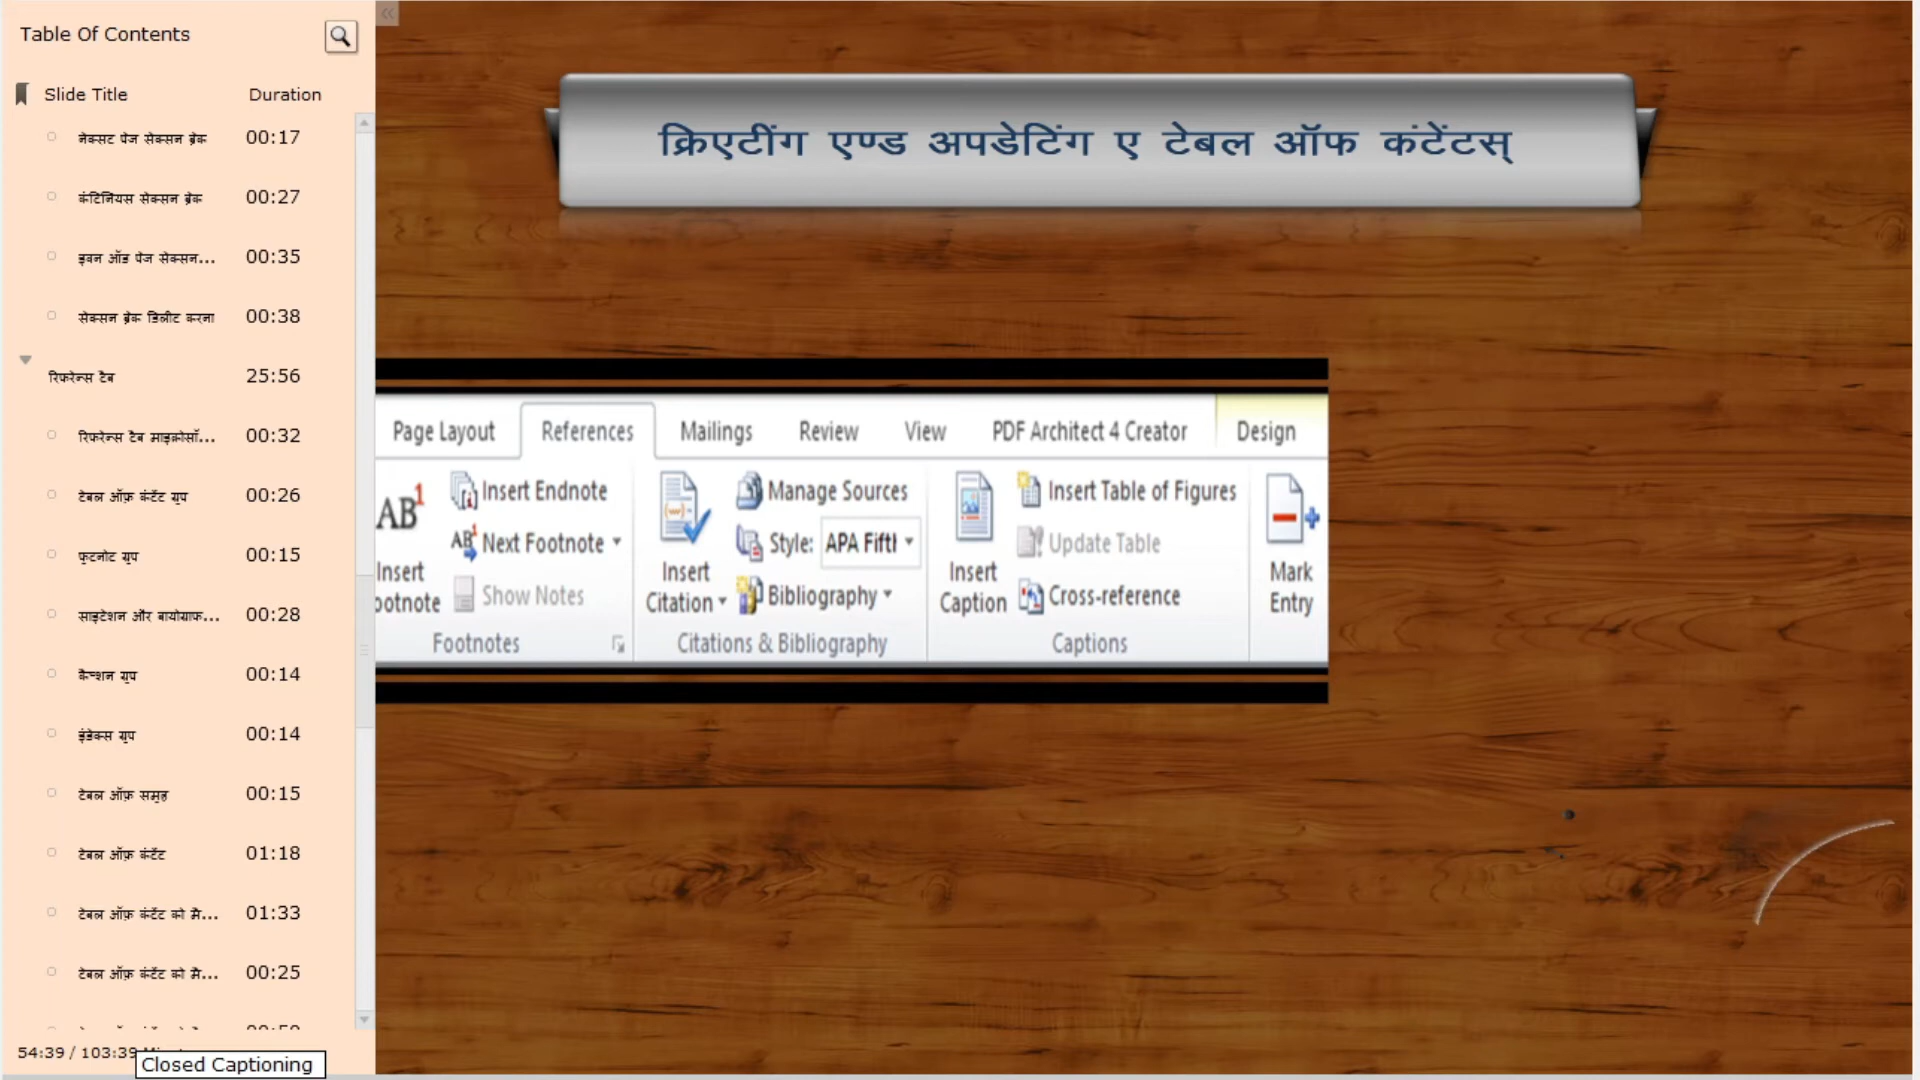 Table Of Contents
Slide Title Duration
नेक्सट पेज सेक्सन ब्रेक 00:17
कंटिनियस सेक्सन ब्रेक 00:27
इवन ऑड पेज सेक्सन... 00:35
सेक्सन ब्रेक डिलीट करना 00:38
रिफरेन्स टैब 25:56
रिफरेन्स टैब माइक्रोसॉ... 00:32
टेबल ऑफ़ कंटेंट ग्रुप 00:26
फुटनोट ग्रुप 00:15
साइटेशन और बायोग्राफ... 00:28
कैप्शन ग्रुप 00:14
इंडेक्स ग्रुप 00:14
टेबल ऑफ़ समूह 00:15
टेबल ऑफ़ कंटेंट 01:18
टेबल ऑफ़ कंटेंट को मै... 01:33
टेबल ऑफ़ कंटेंट को मै... 00:25
54:39 / 103:39
Closed Captioning
क्रिएटींग एण्ड अपडेटिंग ए टेबल ऑफ कंटेंटस्
Page Layout References Mailings Review View PDF Architect 4 Creator Design
AB1 Insert Endnote Manage Sources Insert Table of Figures
AB1 Next Footnote Style: APA Fift Update Table
Insert Insert Insert Mark
ootnote Show Notes Citation Bibliography Caption Cross-reference Entry
Footnotes Citations & Bibliography Captions